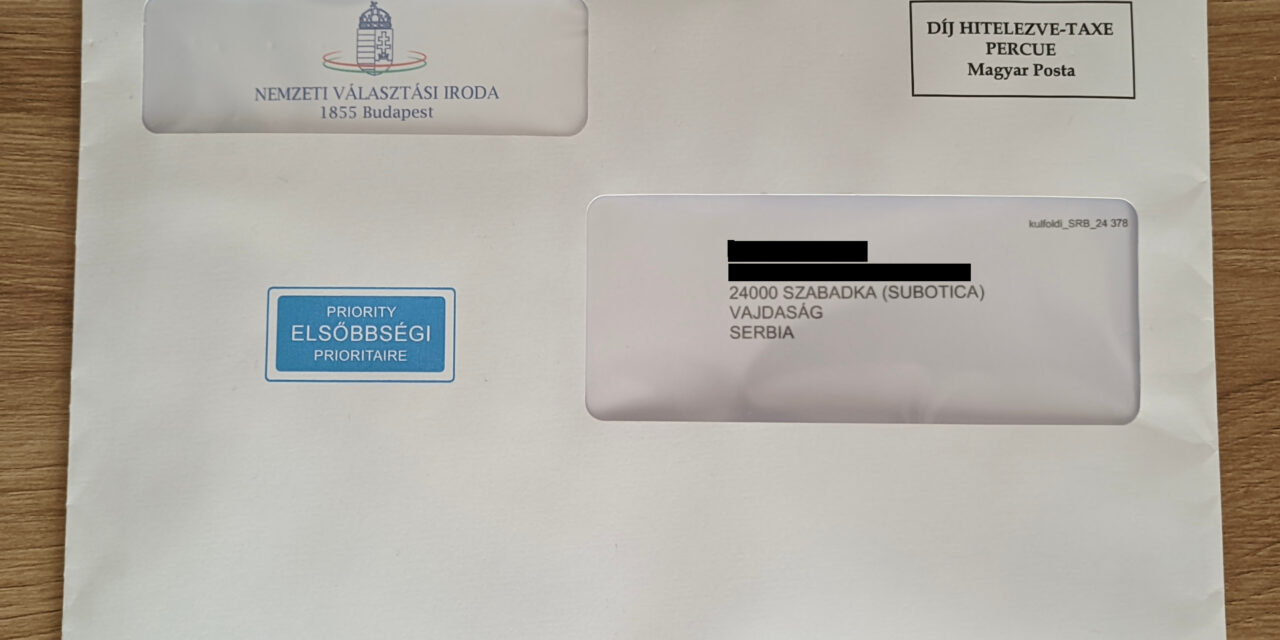 NEMZETI VÁLASZTÁSI IRODA
1855 Budapest
DÍJ HITELEZVE-TAXE
PERCUE
Magyar Posta
kulfoldi_SRB_24 378
24000 SZABADKA (SUBOTICA)
VAJDASÁG
SERBIA
PRIORITY
ELSŐBBSÉGI
PRIORITAIRE